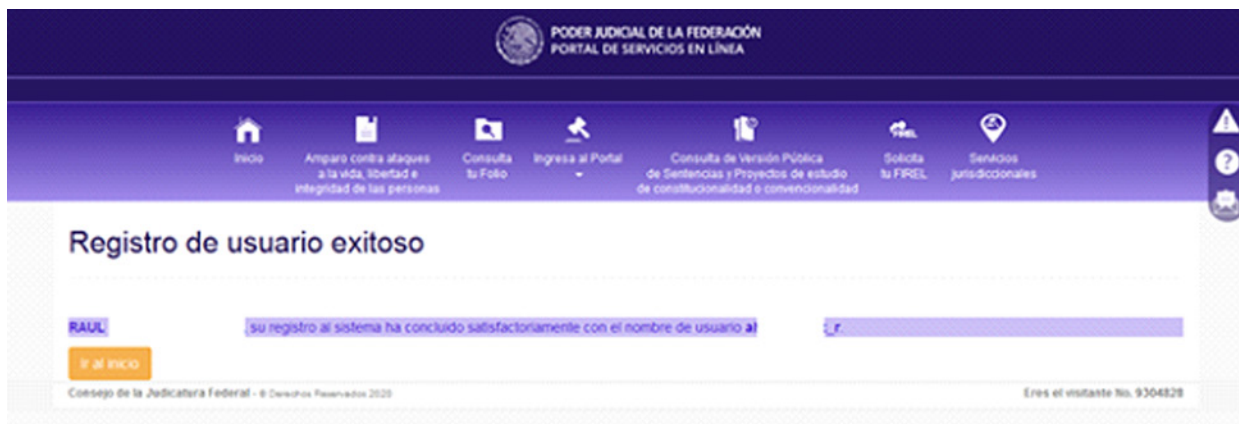 PODER JUDICIAL DE LA FEDERACIÓN
PORTAL DE SERVICIOS EN LÍNEA
Inicio
Amparo contra ataques
a la vida, libertad e
integridad de las personas
Consulta
tu Folio
Ingresa al Portal
Consulta de Versión Pública
de Sentencias y Proyectos de estudio
de constitucionalidad o convencionalidad
FIREL
Solicita
tu FIREL
Servicios
jurisdiccionales
Registro de usuario exitoso
RAUL , su registro al sistema ha concluido satisfactoriamente con el nombre de usuario _r.
Ir al inicio
Consejo de la Judicatura Federal - © Derechos Reservados 2020
Eres el visitante No. 9304828